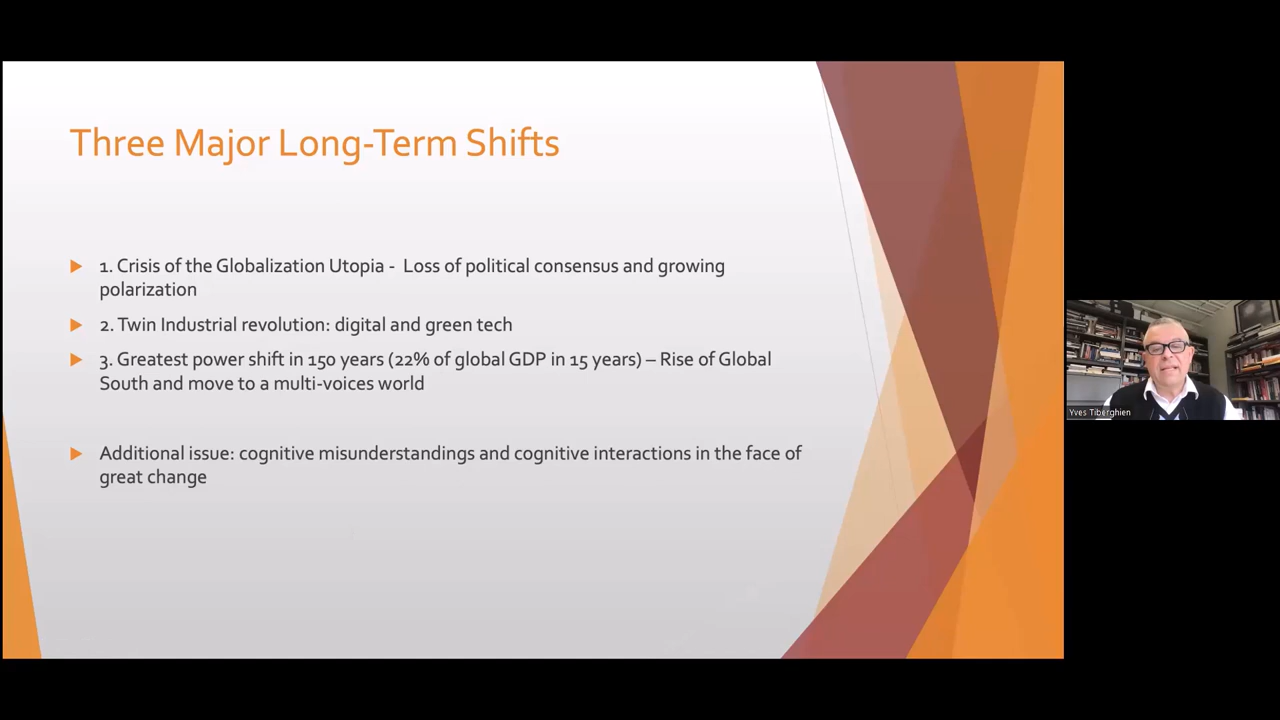 Three Major Long-Term Shifts
1. Crisis of the Globalization Utopia - Loss of political consensus and growing
polarization
2. Twin Industrial revolution: digital and green tech
3. Greatest power shift in 150 years (22% of global GDP in 15 years) – Rise of Global
South and move to a multi-voices world
Additional issue: cognitive misunderstandings and cognitive interactions in the face of
great change
Yves Tiberghien